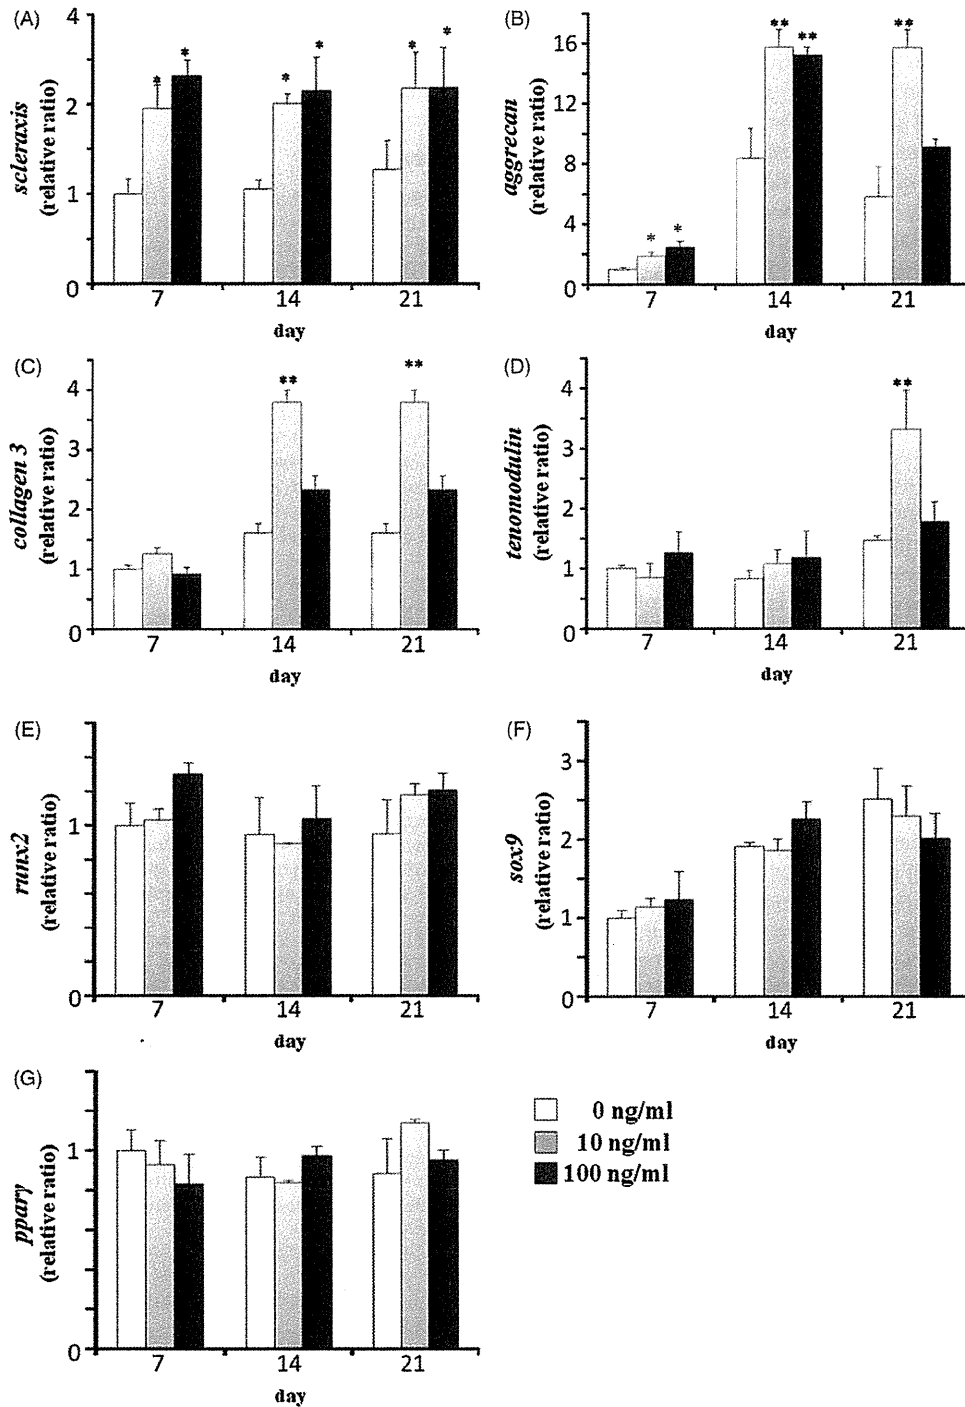 (A)
scleraxis
(relative ratio)
4
2
1
0
* * * * * *
7 14 21
day
(B)
aggrecan
(relative ratio)
16
12
8
4
0
* * ** ** **
7 14 21
day
(C)
collagen 3
(relative ratio)
4
3
2
1
0
** **
7 14 21
day
(D)
tenomodulin
(relative ratio)
4
3
2
1
0
**
7 14 21
day
(E)
runx2
(relative ratio)
1
0
7 14 21
day
(F)
sox9
(relative ratio)
3
2
1
0
7 14 21
day
(G)
pparγ
(relative ratio)
1
0
7 14 21
day
0 ng/ml
10 ng/ml
100 ng/ml